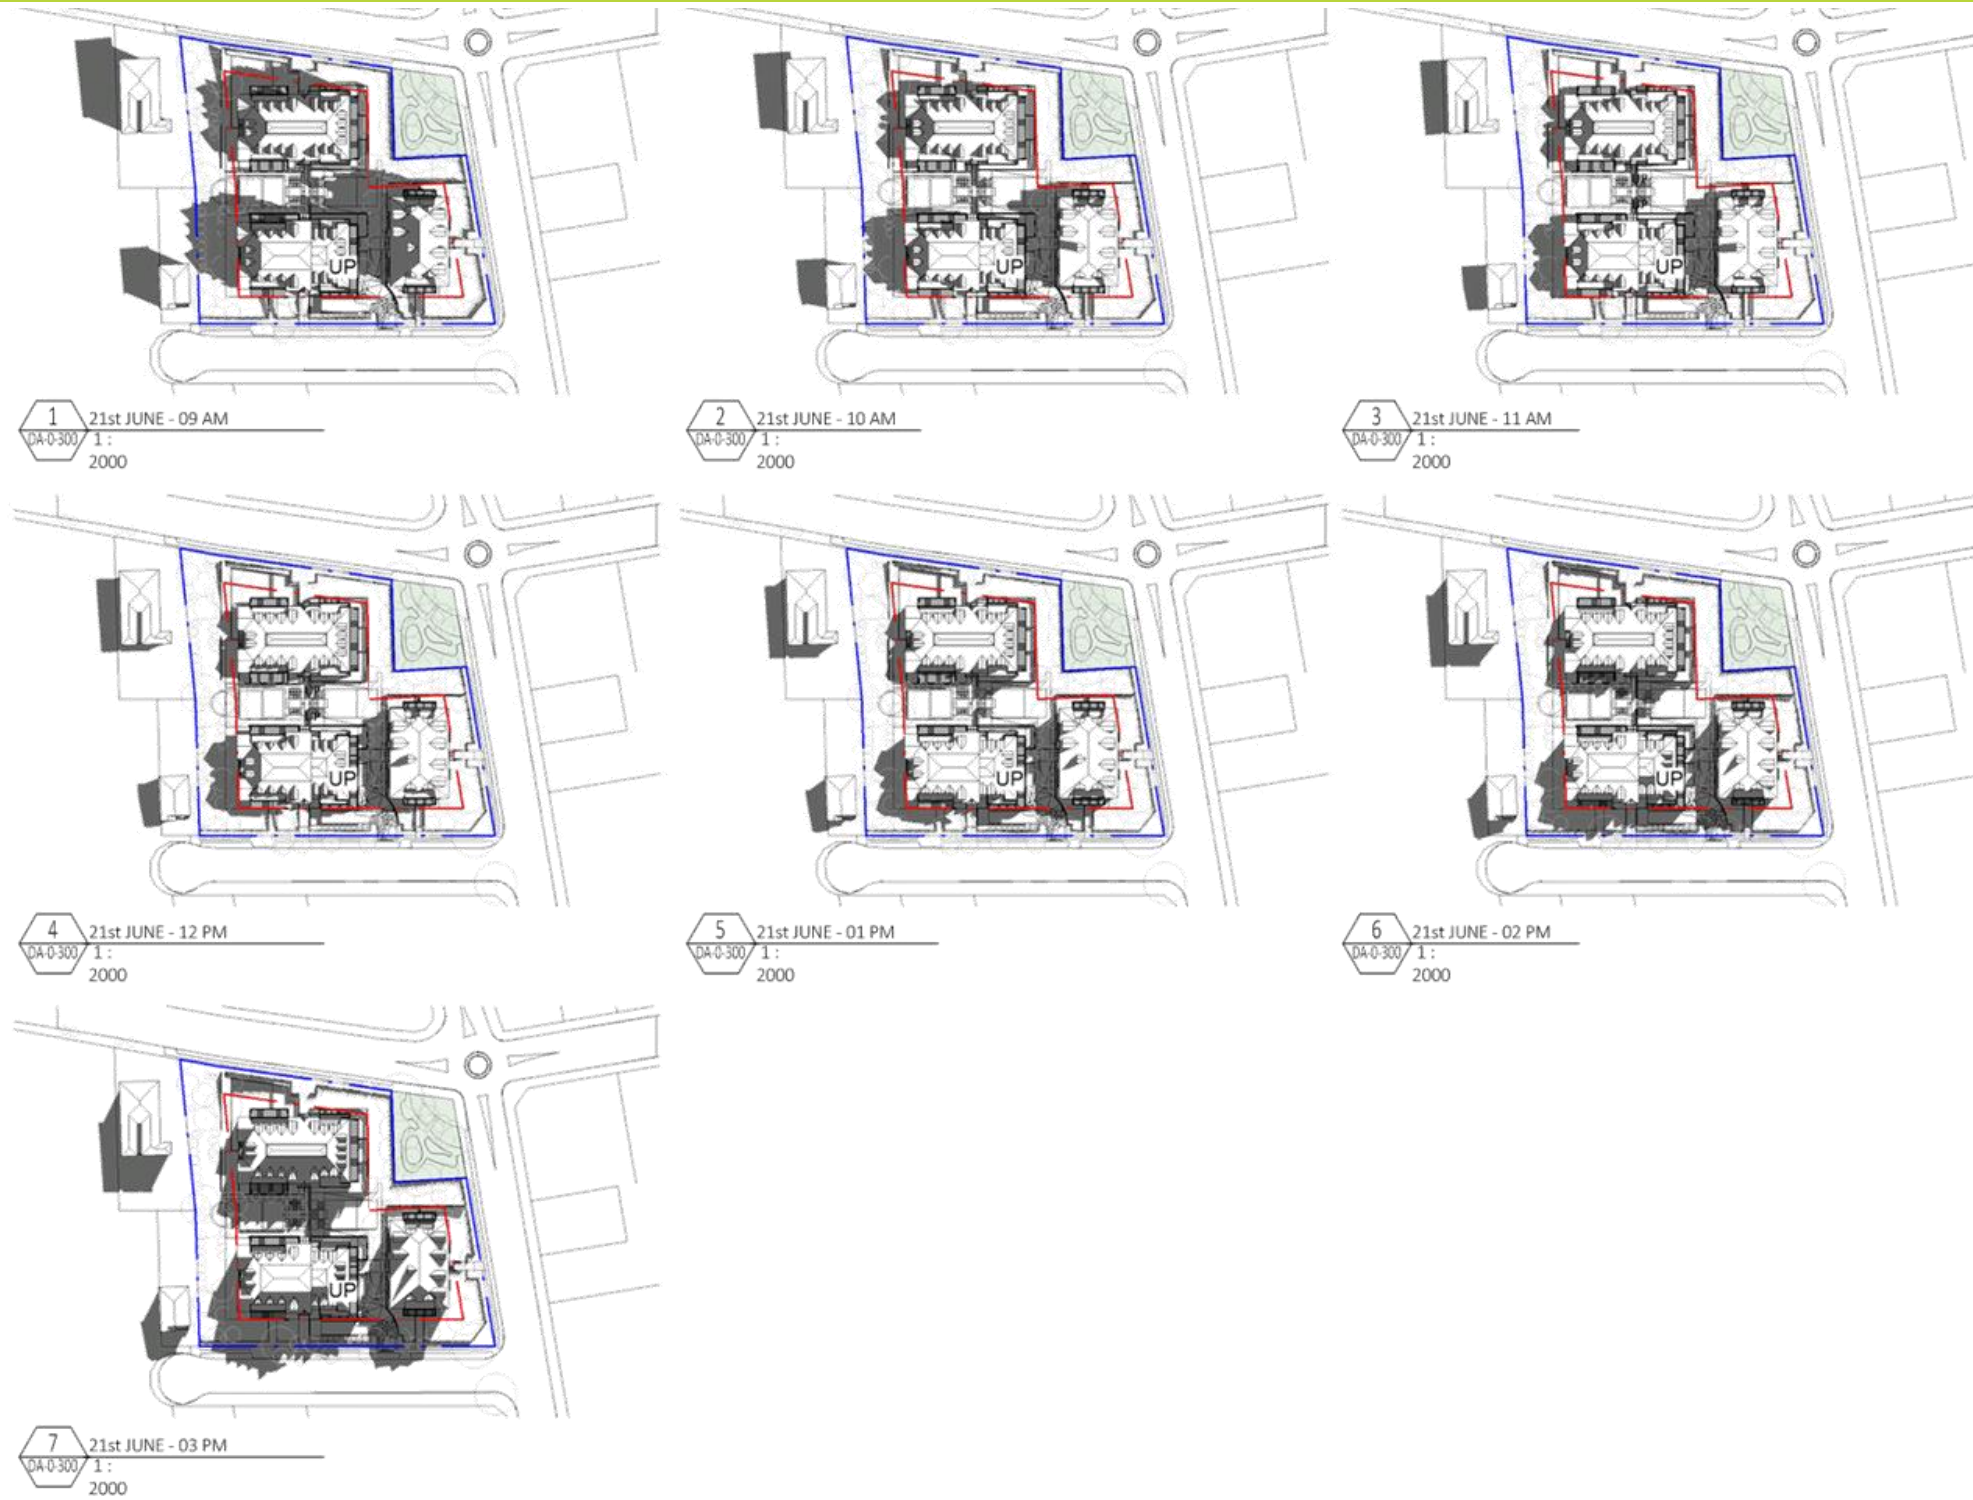 UP
UP
UP
1 21st JUNE - 09 AM
DA-0-300 1 :
2000
2 21st JUNE - 10 AM
DA-0-300 1 :
2000
3 21st JUNE - 11 AM
DA-0-300 1 :
2000
UP
UP
UP
4 21st JUNE - 12 PM
DA-0-300 1 :
2000
5 21st JUNE - 01 PM
DA-0-300 1 :
2000
6 21st JUNE - 02 PM
DA-0-300 1 :
2000
UP
7 21st JUNE - 03 PM
DA-0-300 1 :
2000